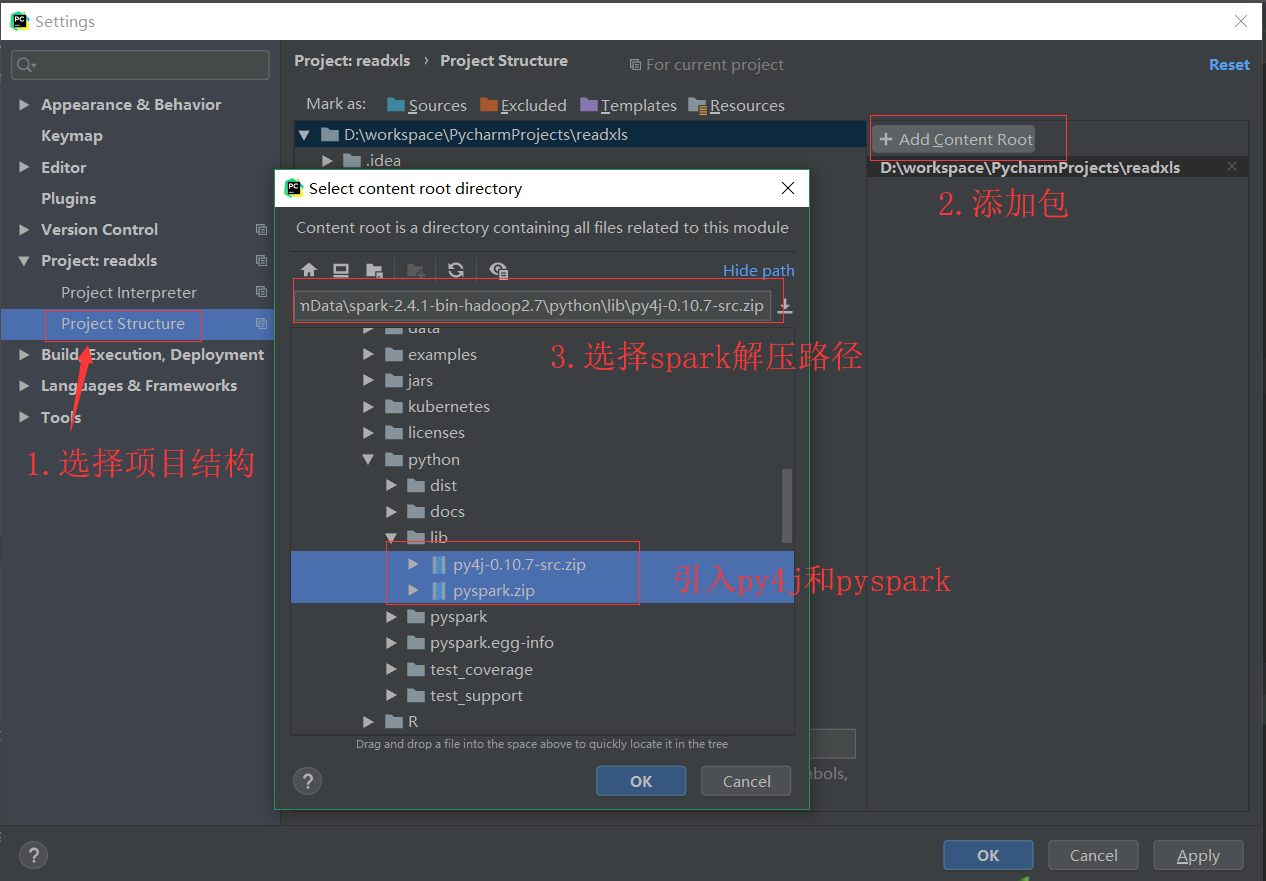 Settings
Project: readxls › Project Structure
For current project
Reset
Appearance & Behavior
Keymap
Editor
Plugins
Version Control
Project: readxls
Project Interpreter
Project Structure
Build, Execution, Deployment
Languages & Frameworks
Tools
1.选择项目结构
Mark as: Sources Excluded Templates Resources
D:\workspace\PycharmProjects\readxls
.idea
+ Add Content Root
D:\workspace\PycharmProjects\readxls
2.添加包
Select content root directory
Content root is a directory containing all files related to this module
Hide path
nData\spark-2.4.1-bin-hadoop2.7\python\lib\py4j-0.10.7-src.zip
3.选择spark解压路径
data
examples
jars
kubernetes
licenses
python
dist
docs
lib
py4j-0.10.7-src.zip
pyspark.zip
引入py4j和pyspark
pyspark
pyspark.egg-info
test_coverage
test_support
R
Drag and drop a file into the space above to quickly locate it in the tree
? OK Cancel
? OK Cancel Apply